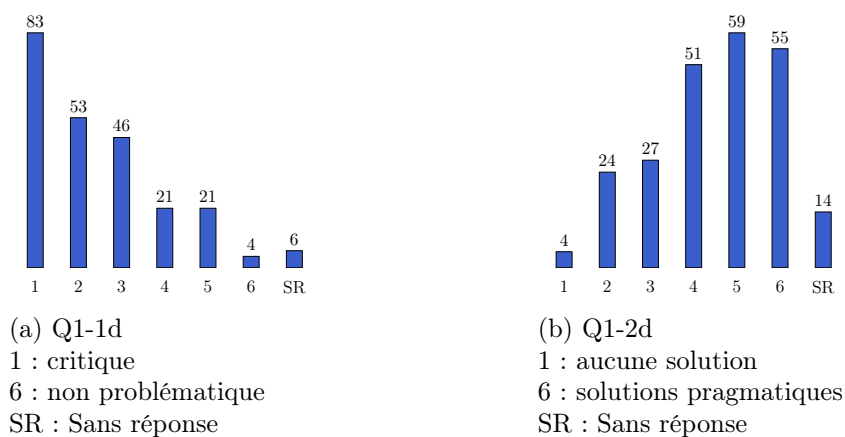 83
53
46
21
21
4
6
1 2 3 4 5 6 SR
(a) Q1-1d
1 : critique
6 : non problématique
SR : Sans réponse
4
24
27
51
59
55
14
1 2 3 4 5 6 SR
(b) Q1-2d
1 : aucune solution
6 : solutions pragmatiques
SR : Sans réponse